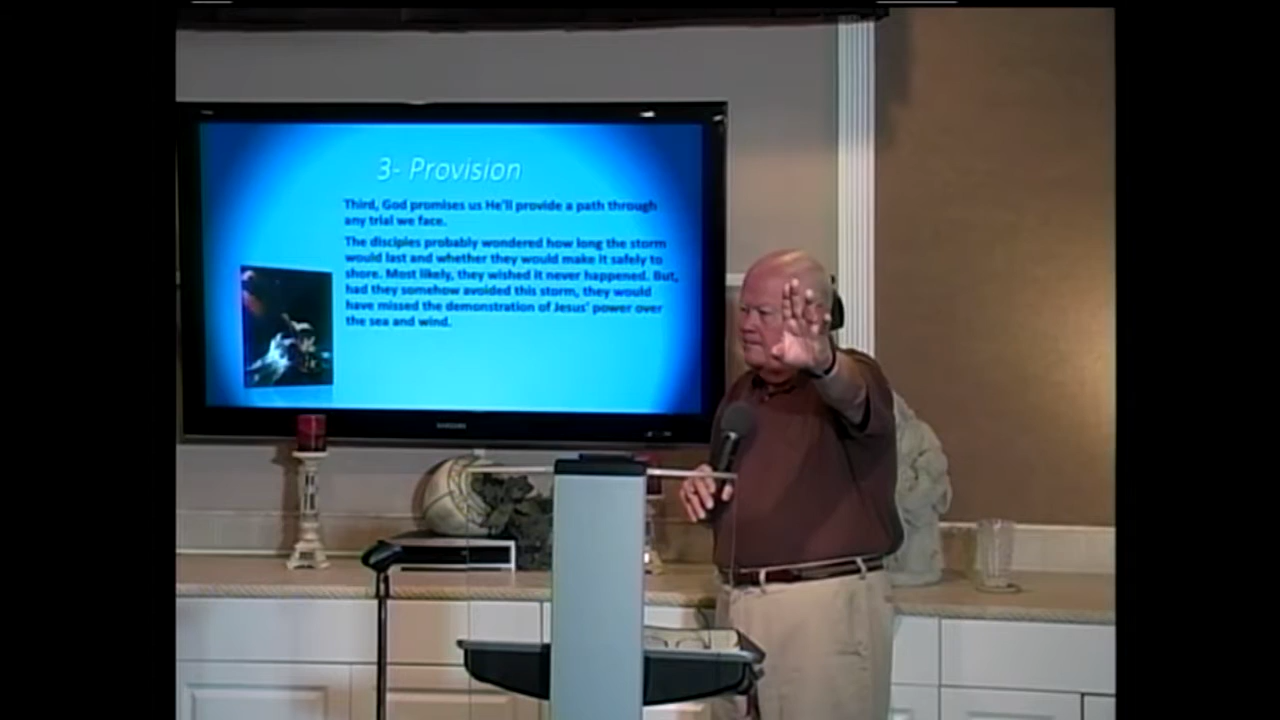 3- Provision
Third, God promises us He'll provide a path through
any trial we face.
The disciples probably wondered how long the storm
would last and whether they would make it safely to
shore. Most likely, they wished it never happened. But,
had they somehow avoided this storm, they would
have missed the demonstration of Jesus' power over
the sea and wind.
SAMSUNG